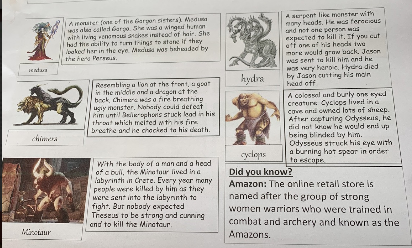 A monster (one of the Gorgon sisters). Medusa
was also called Gorgo. She was a winged human
with living venomous snakes instead of hair. She
had the ability to turn things to stone if they
looked her in the eye. Medusa was beheaded by
the hero Perseus.
medusa
Resembling a lion at the front, a goat
in the middle and a dragon at the
back. Chimera was a fire breathing
ugly monster. Nobody could defeat
him until Bellerophons stuck lead in his
throat which melted with his fire
breathe and he choked to his death.
chimera
With the body of a man and a head
of a bull, the Minotaur lived in a
labyrinth in Crete. Every year many
people were killed by him as they
were sent into the labyrinth to
fight. But nobody expected
Theseus to be strong and cunning
and to kill the Minotaur.
Minotaur
A serpent like monster with
many heads. He was ferocious
and not one person was
expected to kill it. If you cut
off one of his heads two
more would grow back. Jason
was sent to kill him and he
was very heroic. Hydra died
by Jason cutting his main
head off.
hydra
A colossal and burly one eyed
creature. Cyclops lived in a
cave and owned lots of sheep.
After capturing Odysseus, he
did not know he would end up
being blinded by him.
Odysseus struck his eye with
a burning hot spear in order
to escape.
cyclops
Did you know?
Amazon: The online retail store is
named after the group of strong
women warriors who were trained in
combat and archery and known as the
Amazons.